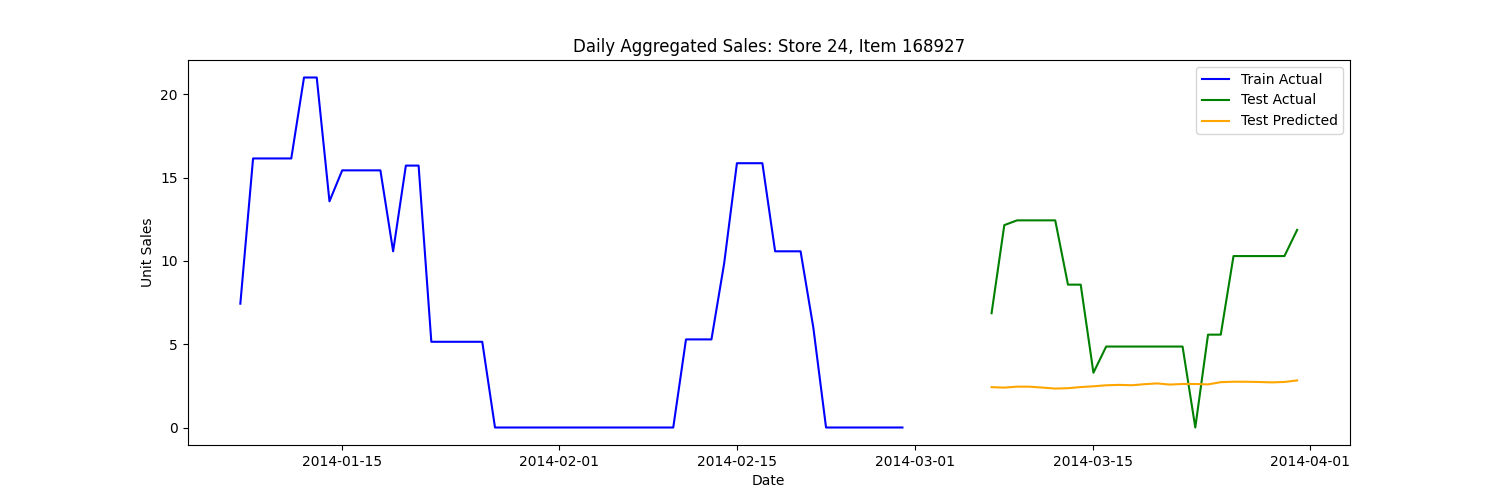 Daily Aggregated Sales: Store 24, Item 168927
Train Actual
Test Actual
Test Predicted
20
15
10
5
0
Unit Sales
2014-01-15 2014-02-01 2014-02-15 2014-03-01 2014-03-15 2014-04-01
Date